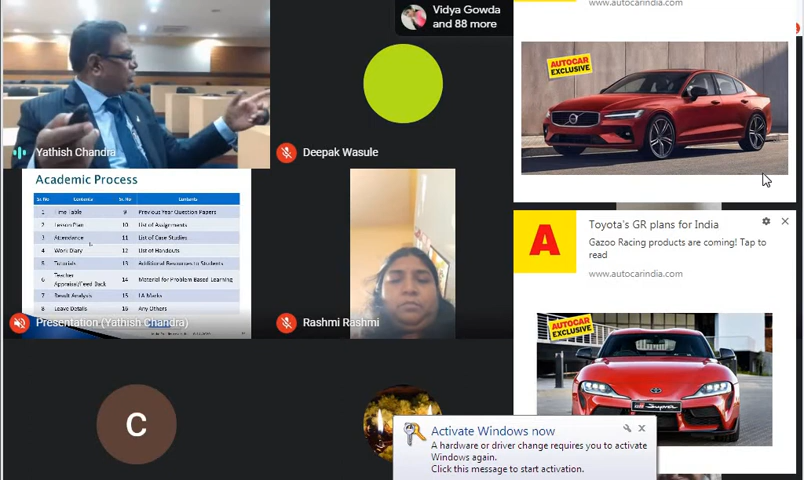 Vidya Gowda
and 88 more
www.autocarindia.com
AUTOCAR
EXCLUSIVE
Yathish Chandra
Deepak Wasule
Academic Process
Sr. No Contents Sr. No Contents
1 Time Table 9 Previous Year Question Papers
2 Lesson Plan 10 List of Assignments
3 Attendance 11 List of Case Studies
4 Work Diary 12 List of Handouts
5 Tutorials 13 Additional Resources to Students
6 Teacher Appraisal/Feed Back 14 Material for Problem Based Learning
7 Result Analysis 15 I.A Marks
8 Leave Details 16 Any Others
Presentation (Yathish Chandra)
Rashmi Rashmi
A
Toyota's GR plans for India
Gazoo Racing products are coming! Tap to
read
www.autocarindia.com
AUTOCAR
EXCLUSIVE
Supra
C
Activate Windows now
A hardware or driver change requires you to activate
Windows again.
Click this message to start activation.